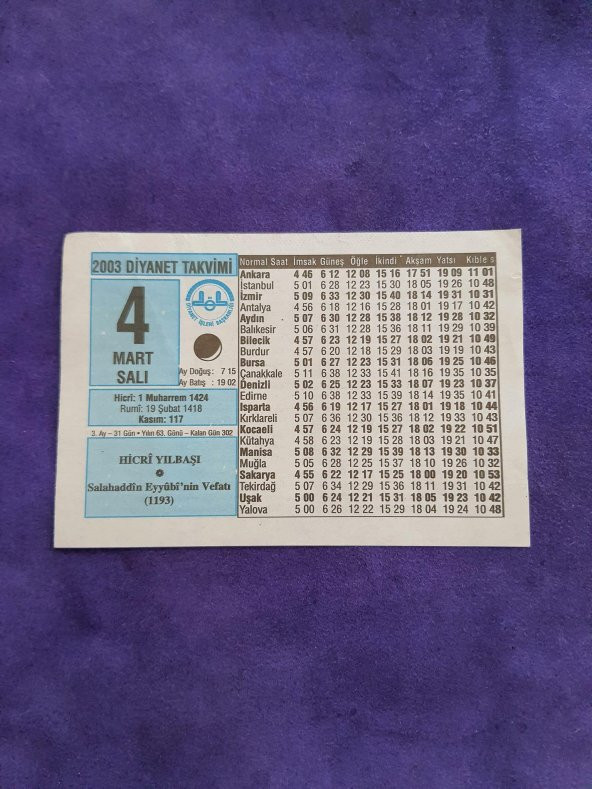 2003 DİYANET TAKVİMİ
4
MART
SALI
DİYANET İŞLERİ BAŞKANLIĞI
Ay Doğuş: 7 15
Ay Batış : 19 02
Hicrî: 1 Muharrem 1424
Rumî: 19 Şubat 1418
Kasım: 117
3. Ay – 31 Gün • Yılın 63. Günü – Kalan Gün 302
HİCRÎ YILBAŞI
Salahaddîn Eyyûbî'nin Vefatı
(1193)
Normal Saat İmsak Güneş Öğle İkindi Akşam Yatsı Kıble s
Ankara 4 46 6 12 12 08 15 16 17 51 19 09 11 01
İstanbul 5 01 6 28 12 23 15 30 18 05 19 26 10 48
İzmir 5 09 6 33 12 30 15 40 18 14 19 31 10 31
Antalya 4 56 6 18 12 16 15 28 18 01 19 17 10 42
Aydın 5 07 6 30 12 28 15 38 18 12 19 28 10 32
Balıkesir 5 06 6 31 12 28 15 36 18 11 19 29 10 39
Bilecik 4 57 6 23 12 19 15 27 18 02 19 21 10 49
Burdur 4 57 6 20 12 18 15 29 18 03 19 19 10 43
Bursa 5 01 6 27 12 23 15 31 18 06 19 25 10 46
Çanakkale 5 11 6 38 12 33 15 41 18 16 19 35 10 35
Denizli 5 02 6 25 12 23 15 33 18 07 19 23 10 37
Edirne 5 10 6 38 12 33 15 39 18 14 19 35 10 41
Isparta 4 56 6 19 12 17 15 27 18 01 19 18 10 44
Kırklareli 5 07 6 36 12 30 15 36 18 12 19 33 10 43
Kocaeli 4 57 6 24 12 19 15 27 18 02 19 22 10 51
Kütahya 4 58 6 23 12 19 15 28 18 03 19 21 10 47
Manisa 5 08 6 32 12 29 15 39 18 13 19 30 10 33
Muğla 5 05 6 28 12 25 15 37 18 10 19 26 10 32
Sakarya 4 55 6 22 12 17 15 25 18 00 19 20 10 53
Tekirdağ 5 07 6 34 12 29 15 36 18 11 19 31 10 42
Uşak 5 00 6 24 12 21 15 31 18 05 19 23 10 42
Yalova 5 00 6 26 12 22 15 29 18 04 19 24 10 48